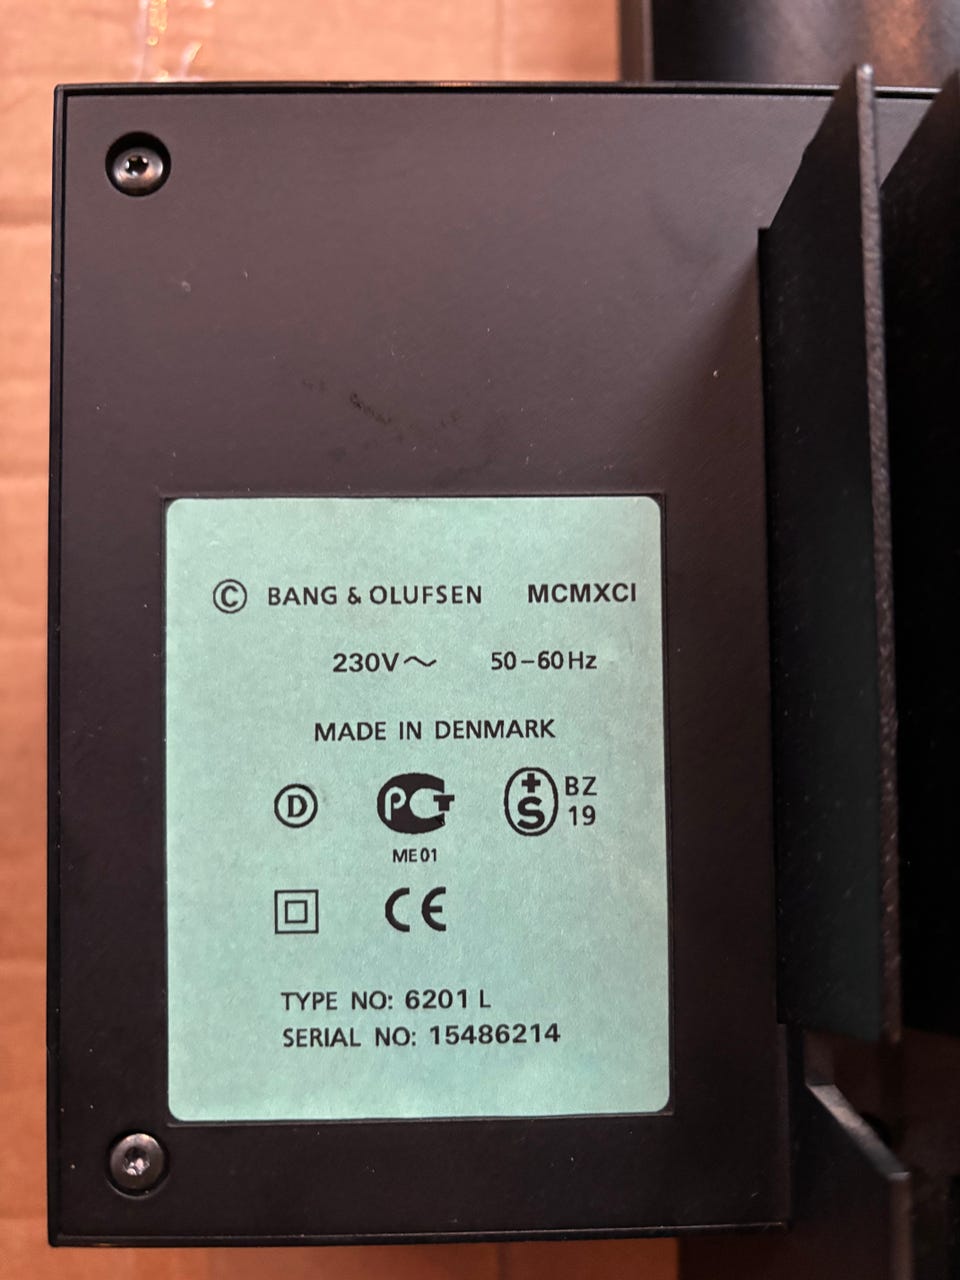 © BANG & OLUFSEN MCMXCI
230V～ 50–60Hz
MADE IN DENMARK
D PCT +S BZ 19
ME01
CE
TYPE NO: 6201 L
SERIAL NO: 15486214